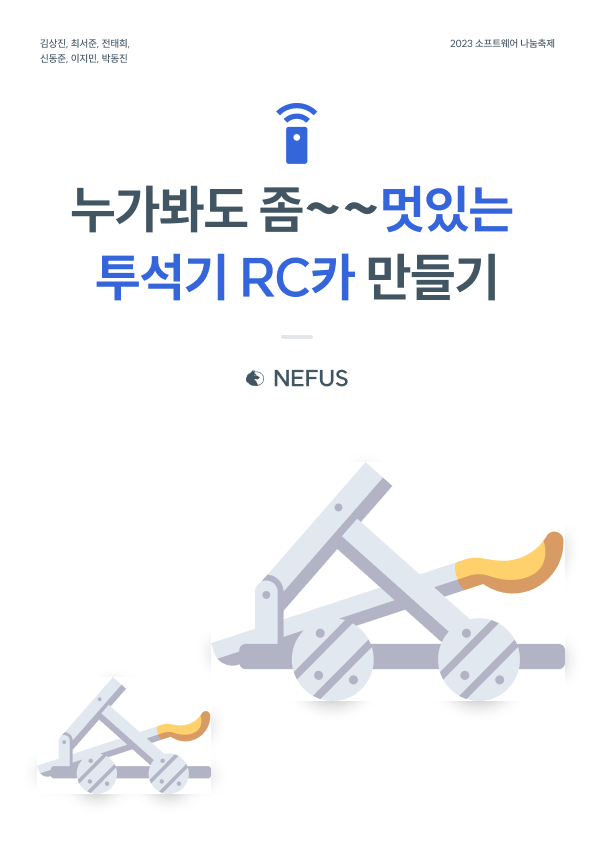 김상진, 최서준, 전태희,
신동준, 이지민, 박동진
2023 소프트웨어 나눔축제
누가봐도 좀~~멋있는
투석기 RC카 만들기
NEFUS